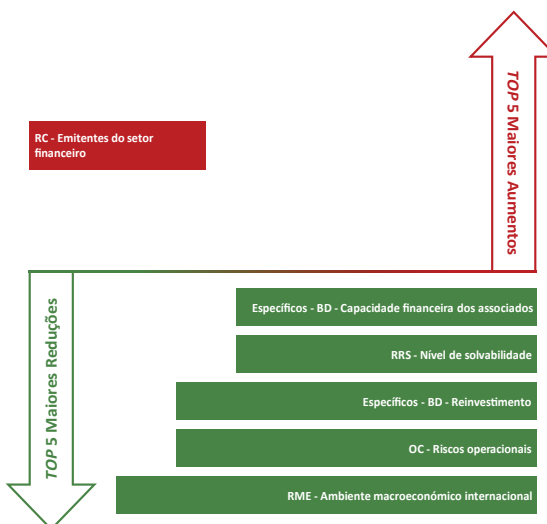 TOP 5 Maiores Aumentos
RC - Emitentes do setor
financeiro
TOP 5 Maiores Reduções
Específicos - BD - Capacidade financeira dos associados
RRS - Nível de solvabilidade
Específicos - BD - Reinvestimento
OC - Riscos operacionais
RME - Ambiente macroeconómico internacional